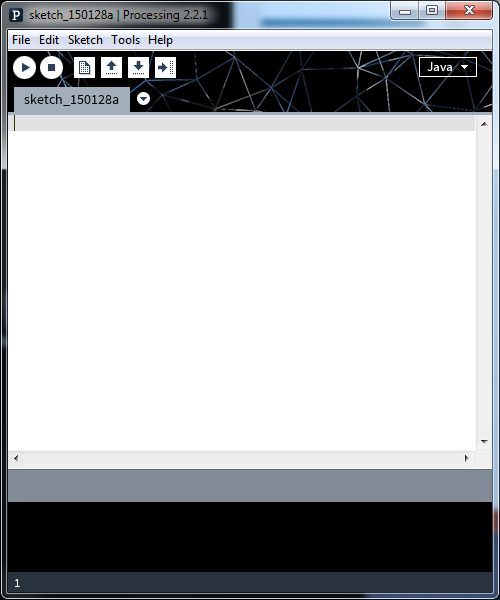 P sketch_150128a | Processing 2.2.1
File Edit Sketch Tools Help
Java
sketch_150128a
1